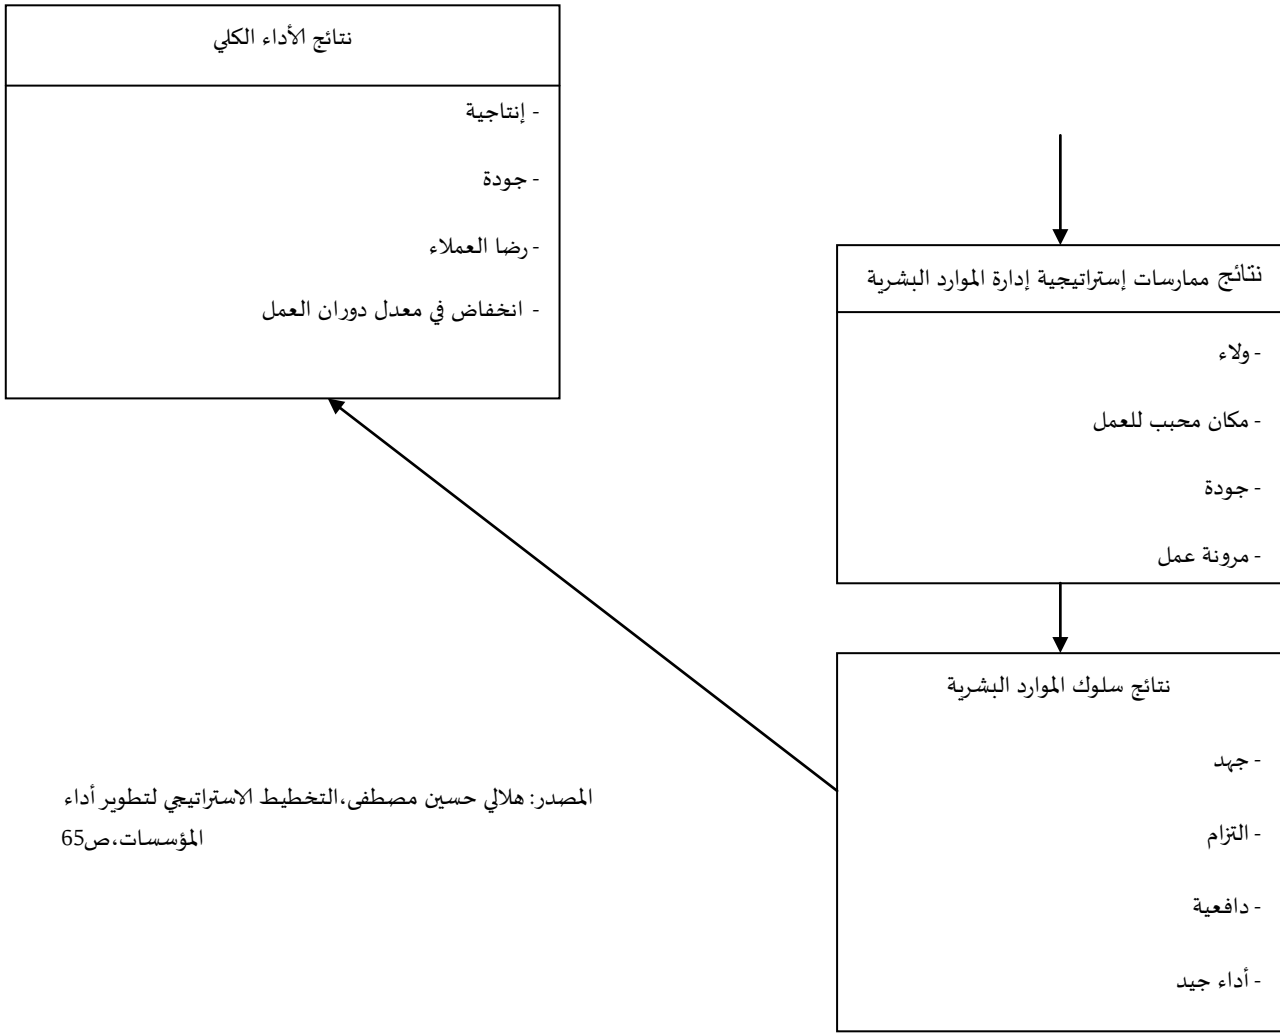 نتائج الأداء الكلي
- إنتاجية
- جودة
- رضا العملاء
- انخفاض في معدل دوران العمل
نتائج ممارسات إستراتيجية إدارة الموارد البشرية
- ولاء
- مكان محبب للعمل
- جودة
- مرونة عمل
نتائج سلوك الموارد البشرية
- جهد
- التزام
- دافعية
- أداء جيد
المصدر: هلالي حسين مصطفى،التخطيط الاستراتيجي لتطوير أداء
المؤسسات،ص65